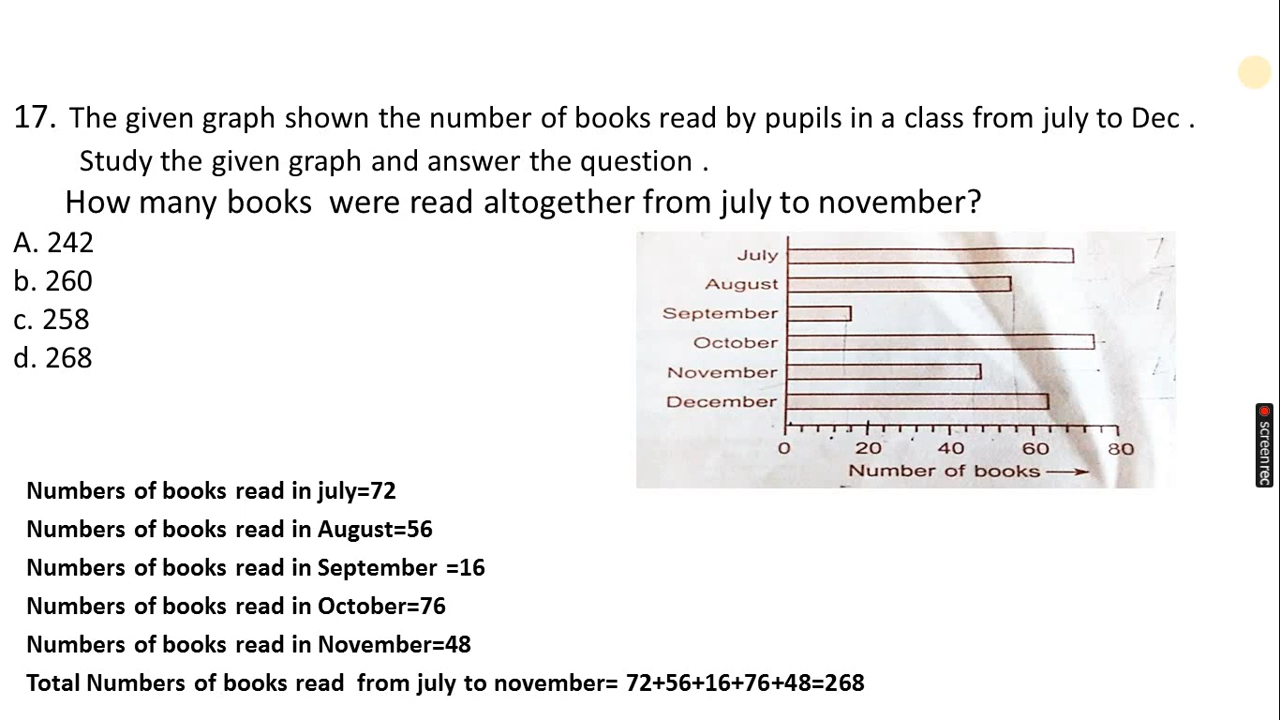 17. The given graph shown the number of books read by pupils in a class from july to Dec .
Study the given graph and answer the question .
How many books were read altogether from july to november?
A. 242
b. 260
c. 258
d. 268
July
August
September
October
November
December
0 20 40 60 80
Number of books
Numbers of books read in july=72
Numbers of books read in August=56
Numbers of books read in September =16
Numbers of books read in October=76
Numbers of books read in November=48
Total Numbers of books read from july to november= 72+56+16+76+48=268
screen rec